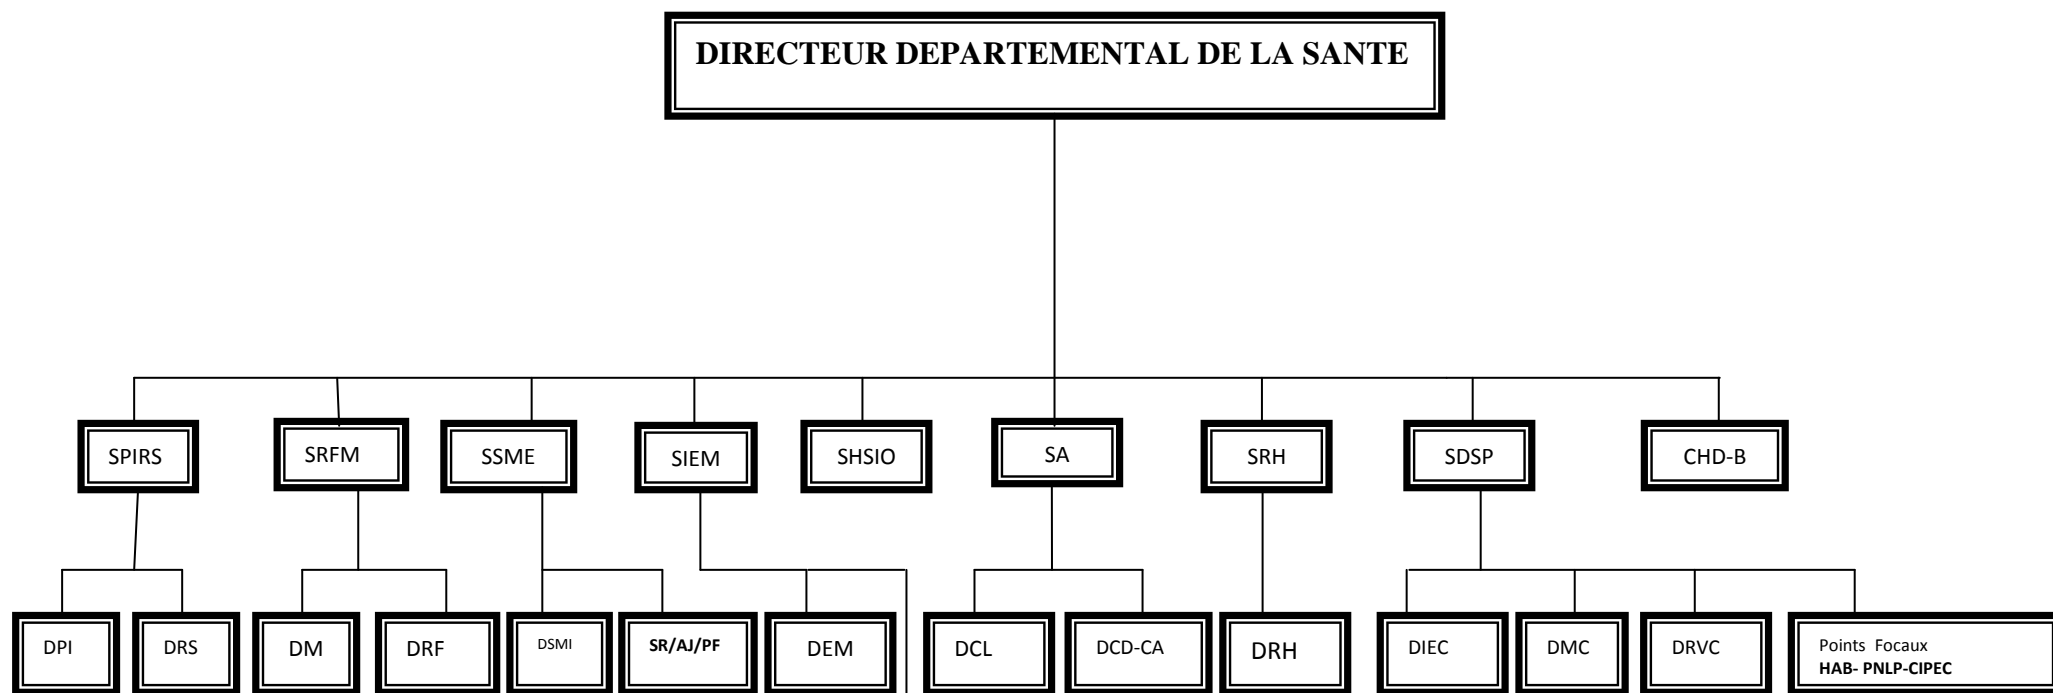 DIRECTEUR DEPARTEMENTAL DE LA SANTE
SPIRS
SRFM
SSME
SIEM
SHSIO
SA
SRH
SDSP
CHD-B
DPI
DRS
DM
DRF
DSMI
SR/AJ/PF
DEM
DCL
DCD-CA
DRH
DIEC
DMC
DRVC
Points Focaux
HAB- PNLP-CIPEC